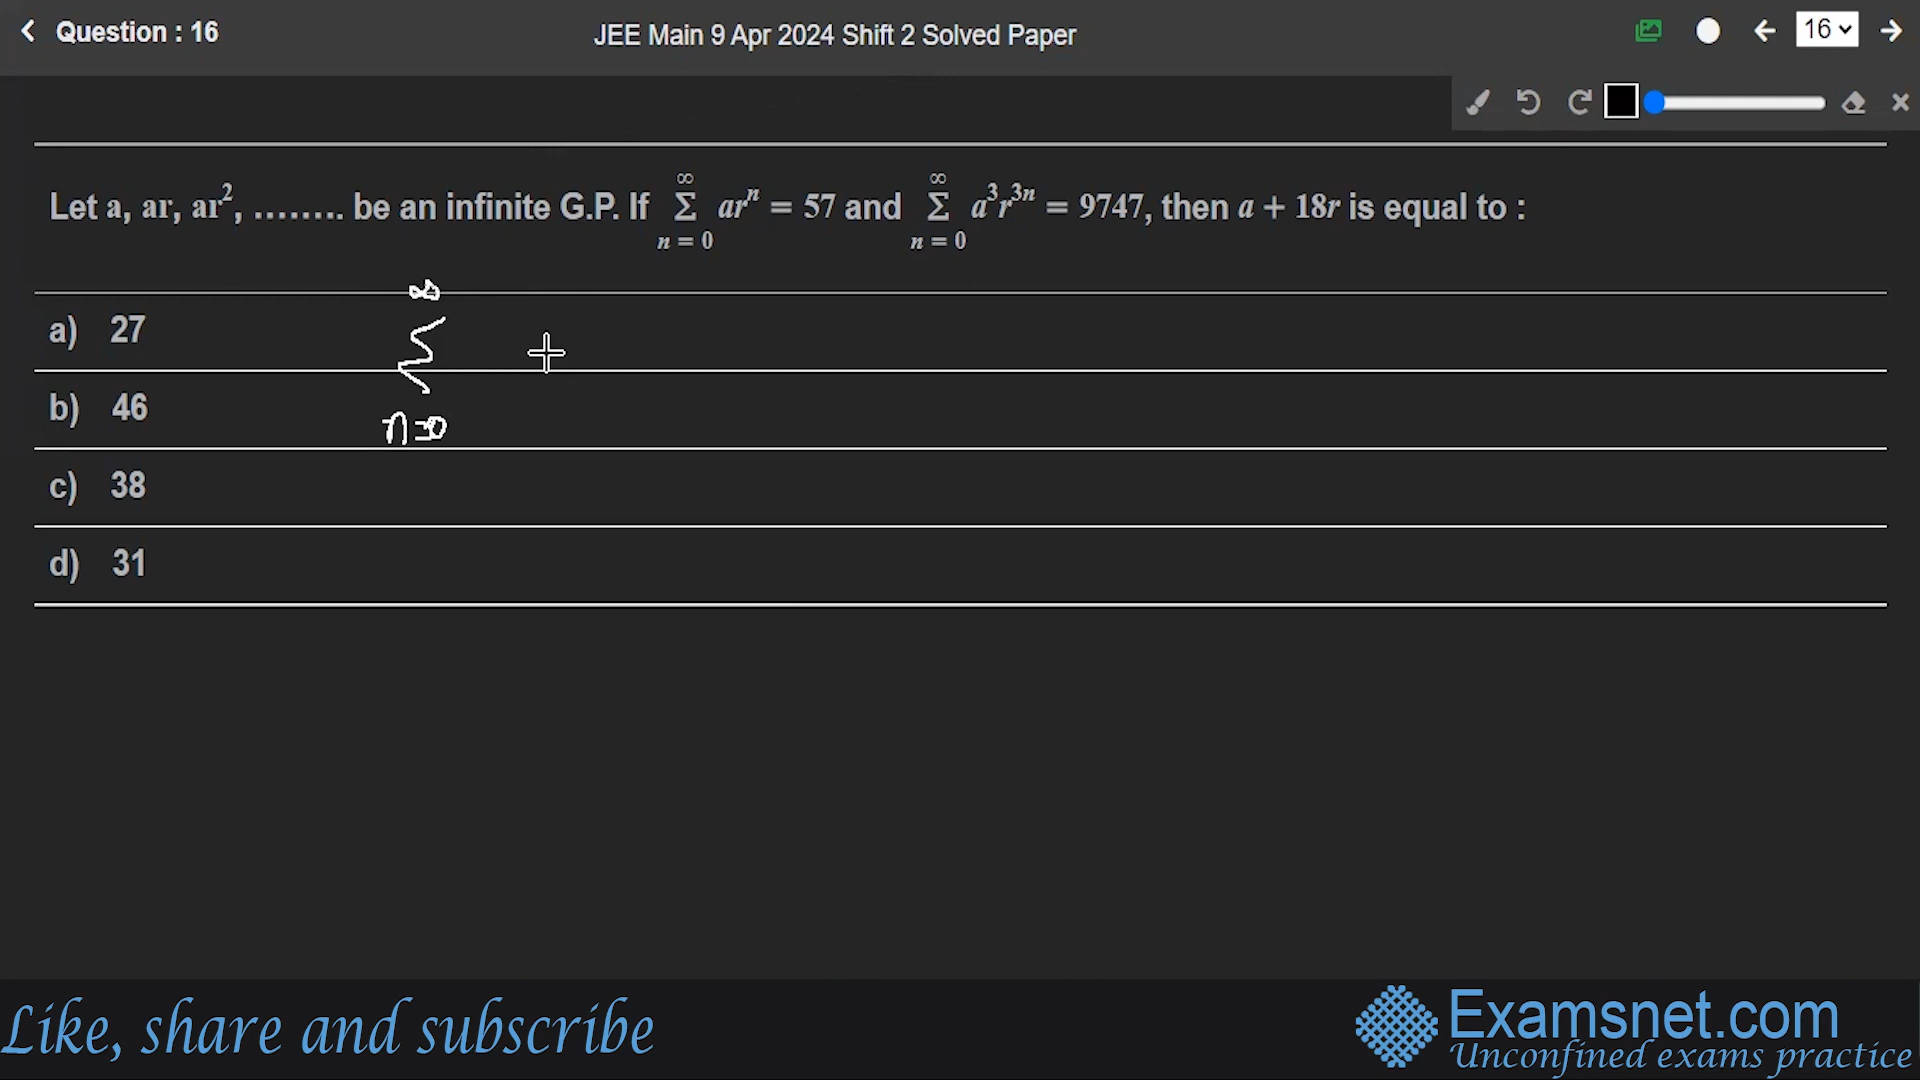 Question : 16
JEE Main 9 Apr 2024 Shift 2 Solved Paper
16
Let a, ar, ar², ........ be an infinite G.P. If ∞ Σ n = 0 arⁿ = 57 and ∞ Σ n = 0 a³r³ⁿ = 9747, then a + 18r is equal to :
∞
Σ
n=0
a) 27
b) 46
c) 38
d) 31
Like, share and subscribe
Examsnet.com
Unconfined exams practice